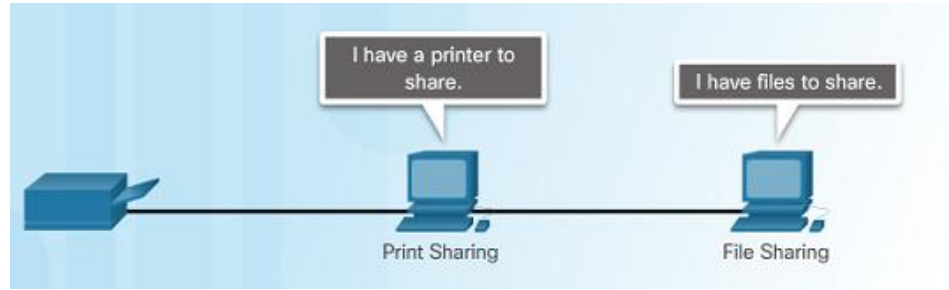 I have a printer to
share.
I have files to share.
Print Sharing
File Sharing